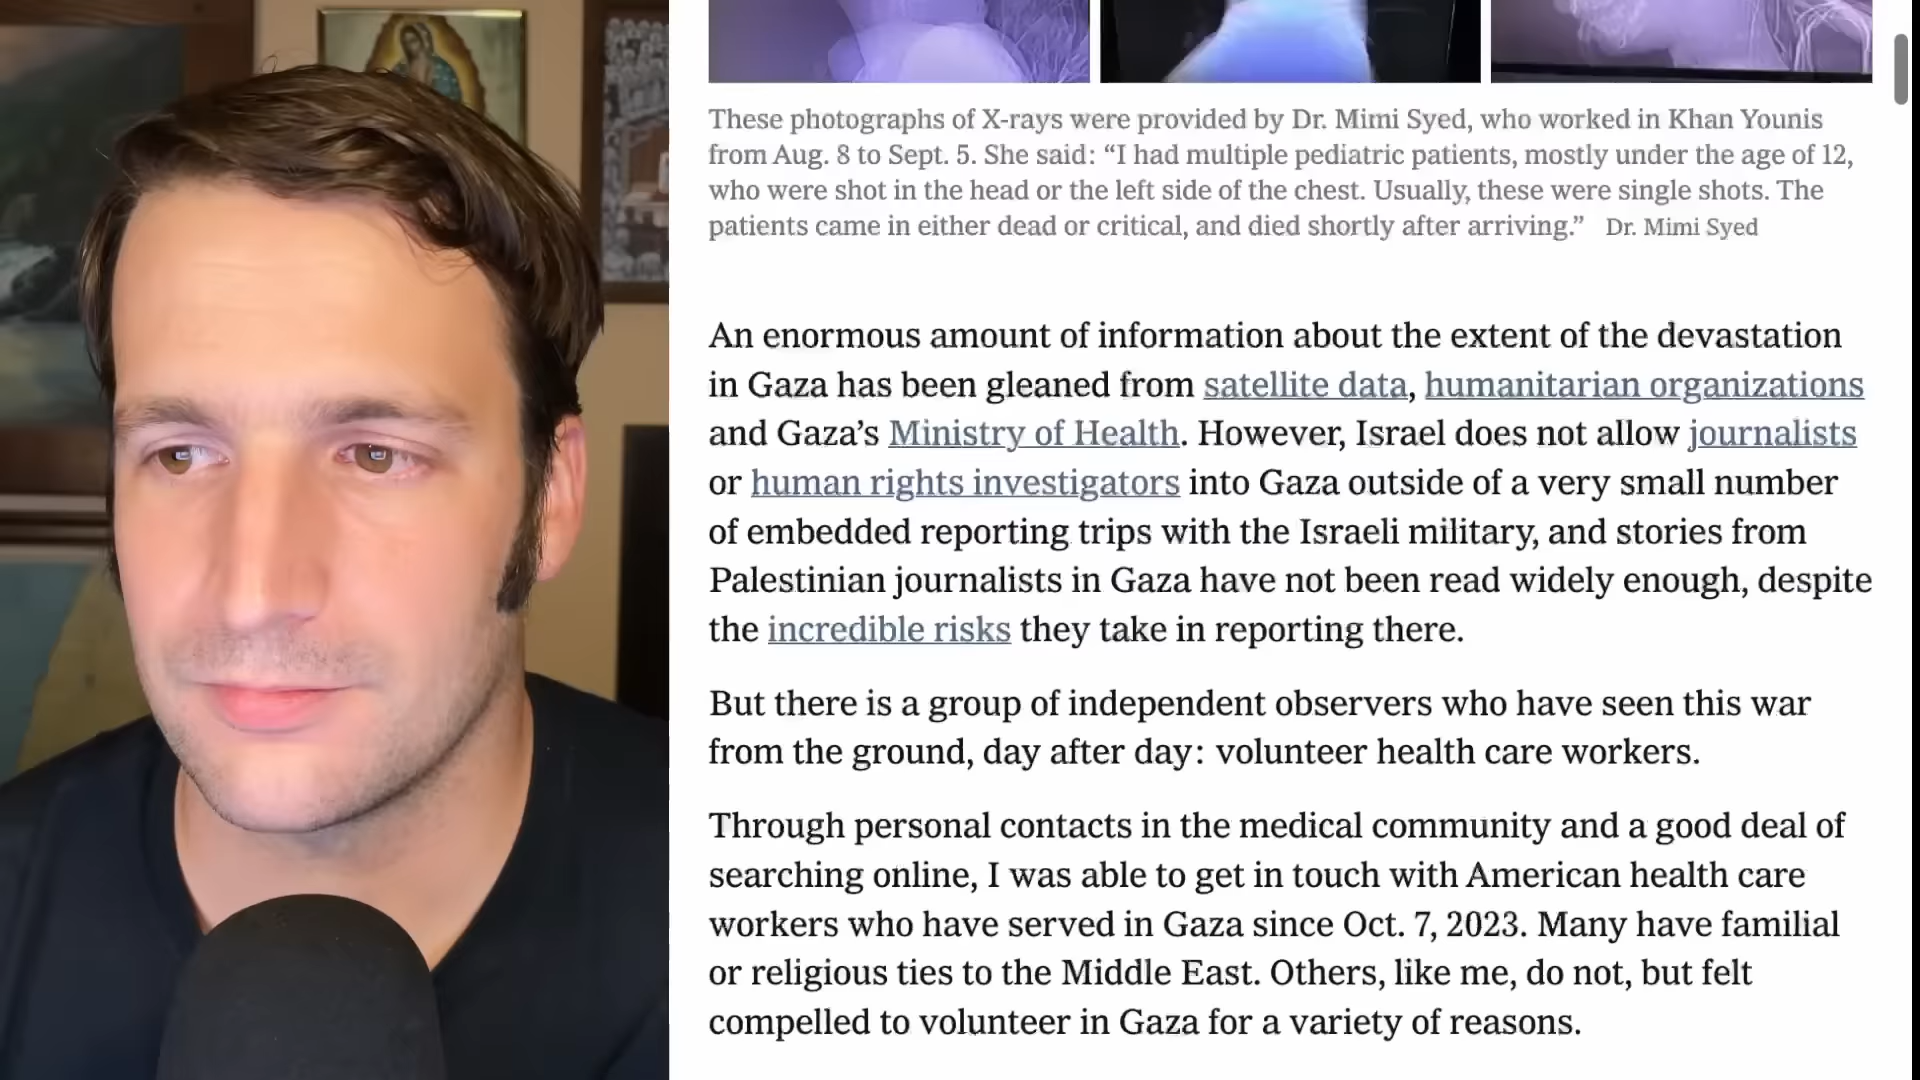 These photographs of X-rays were provided by Dr. Mimi Syed, who worked in Khan Younis
from Aug. 8 to Sept. 5. She said: “I had multiple pediatric patients, mostly under the age of 12,
who were shot in the head or the left side of the chest. Usually, these were single shots. The
patients came in either dead or critical, and died shortly after arriving.” Dr. Mimi Syed
An enormous amount of information about the extent of the devastation
in Gaza has been gleaned from satellite data, humanitarian organizations
and Gaza’s Ministry of Health. However, Israel does not allow journalists
or human rights investigators into Gaza outside of a very small number
of embedded reporting trips with the Israeli military, and stories from
Palestinian journalists in Gaza have not been read widely enough, despite
the incredible risks they take in reporting there.
But there is a group of independent observers who have seen this war
from the ground, day after day: volunteer health care workers.
Through personal contacts in the medical community and a good deal of
searching online, I was able to get in touch with American health care
workers who have served in Gaza since Oct. 7, 2023. Many have familial
or religious ties to the Middle East. Others, like me, do not, but felt
compelled to volunteer in Gaza for a variety of reasons.